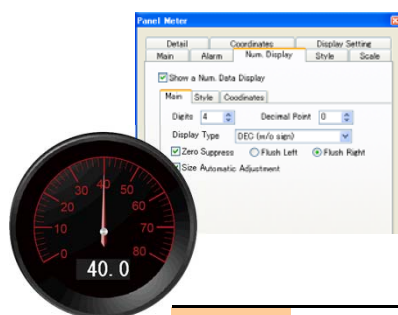 Panel Meter
Detail Coordinates Display Setting
Main Alarm Num. Display Style Scale
Show a Num. Data Display
Main Style Coodinates
Digits 4 Decimal Point 0
Display Type DEC (w/o sign)
Zero Suppress Flush Left Flush Right
Size Automatic Adjustment
0 10 20 30 40 50 60 70 80
40.0